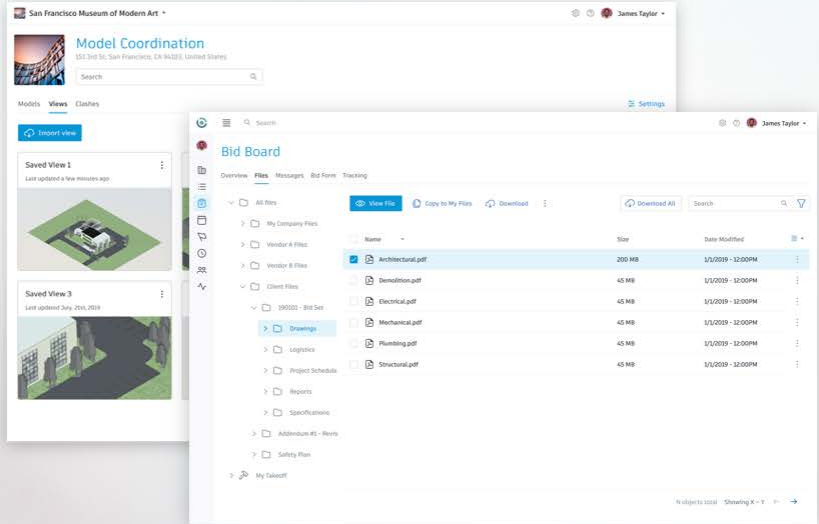 San Francisco Museum of Modern Art
James Taylor
Model Coordination
151 3rd St, San Francisco, CA 94103, United States
Search
Models Views Clashes
Settings
Import view
Saved View 1
Last updated a few minutes ago
Saved View 3
Last updated July, 21st, 2019
Search
James Taylor
Bid Board
Overview Files Messages Bid Form Tracking
All files
My Company Files
Vendor A Files
Vendor B Files
Client Files
190101 - Bid Set
Drawings
Logistics
Project Schedule
Reports
Specifications
Addendum #1 - Revis
Safety Plan
My Takeoff
View File Copy to My Files Download Download All Search
Name Size Date Modified
Architectural.pdf 200 MB 1/1/2019 - 12:00PM
Demolition.pdf 45 MB 1/1/2019 - 12:00PM
Electrical.pdf 45 MB 1/1/2019 - 12:00PM
Mechanical.pdf 45 MB 1/1/2019 - 12:00PM
Plumbing.pdf 45 MB 1/1/2019 - 12:00PM
Structural.pdf 45 MB 1/1/2019 - 12:00PM
N objects total Showing X - Y